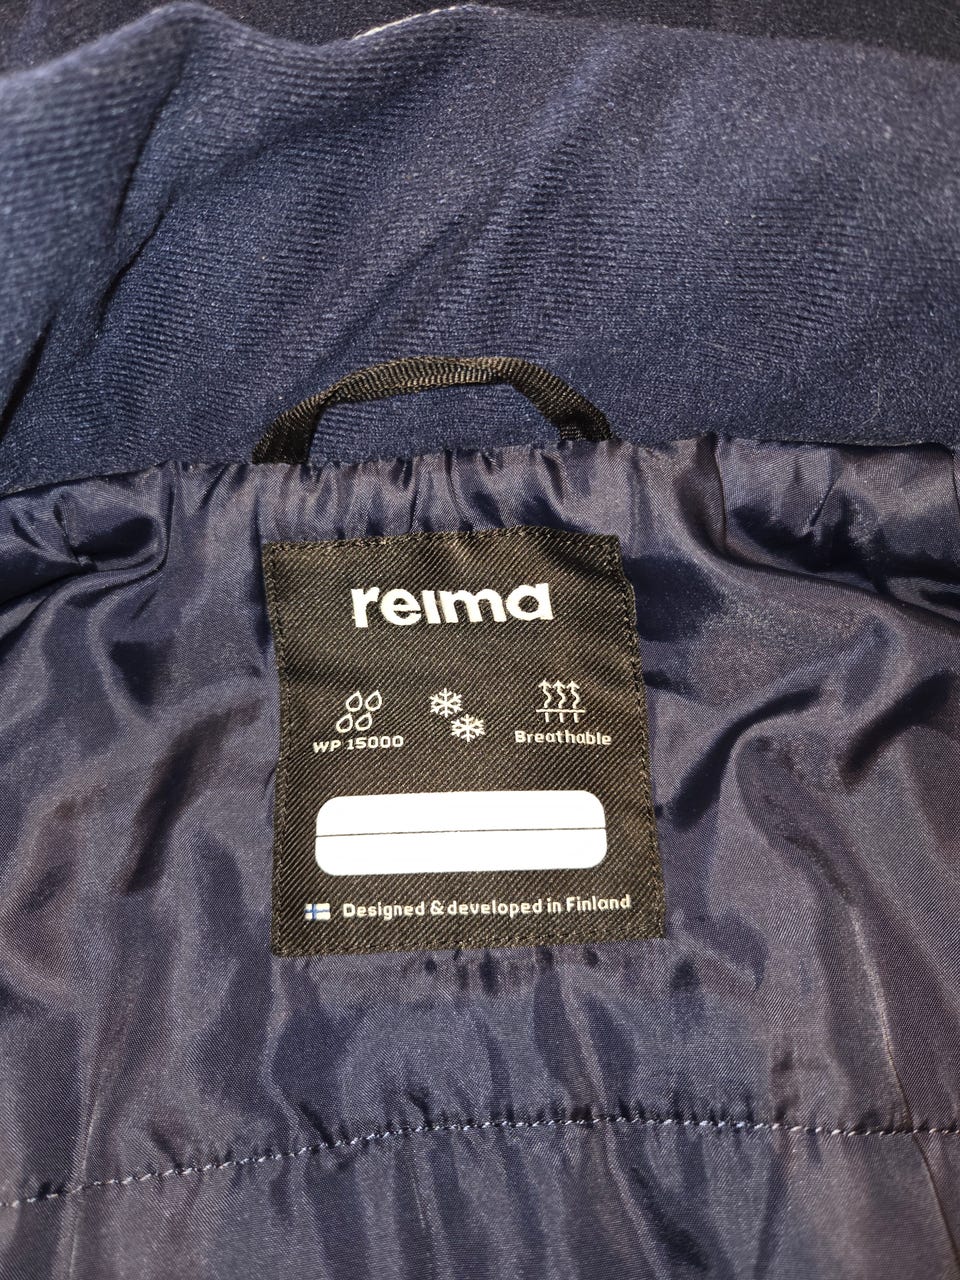 reima
WP 15000
Breathable
Designed & developed in Finland